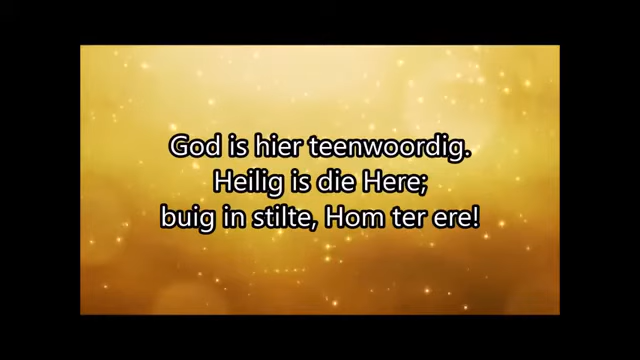 God is hier teenwoordig.
Heilig is die Here;
buig in stilte, Hom ter ere!